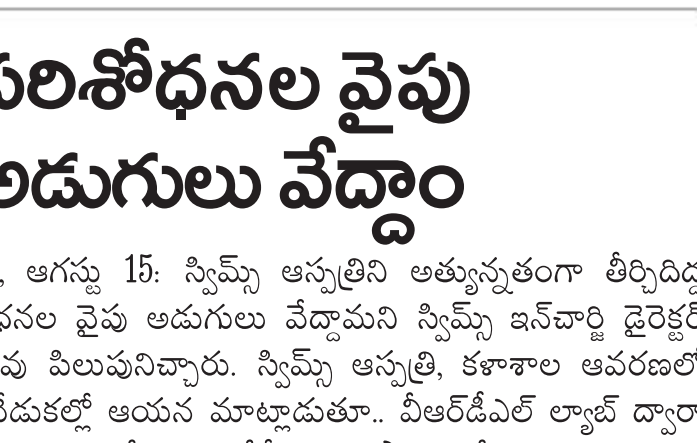 పరిశోధనల వైపు
అడుగులు వేద్దాం
, ఆగస్టు 15: స్విమ్స్ ఆస్పత్రిని అత్యున్నతంగా తీర్చిదిద్ద
ధనల వైపు అడుగులు వేద్దామని స్విమ్స్ ఇన్‌చార్జి డైరెక్టర్
వు పిలుపునిచ్చారు. స్విమ్స్ ఆస్పత్రి, కళాశాల ఆవరణలో
వేడుకల్లో ఆయన మాట్లాడుతూ.. వీఆర్‌డీఎల్ ల్యాబ్ ద్వారా